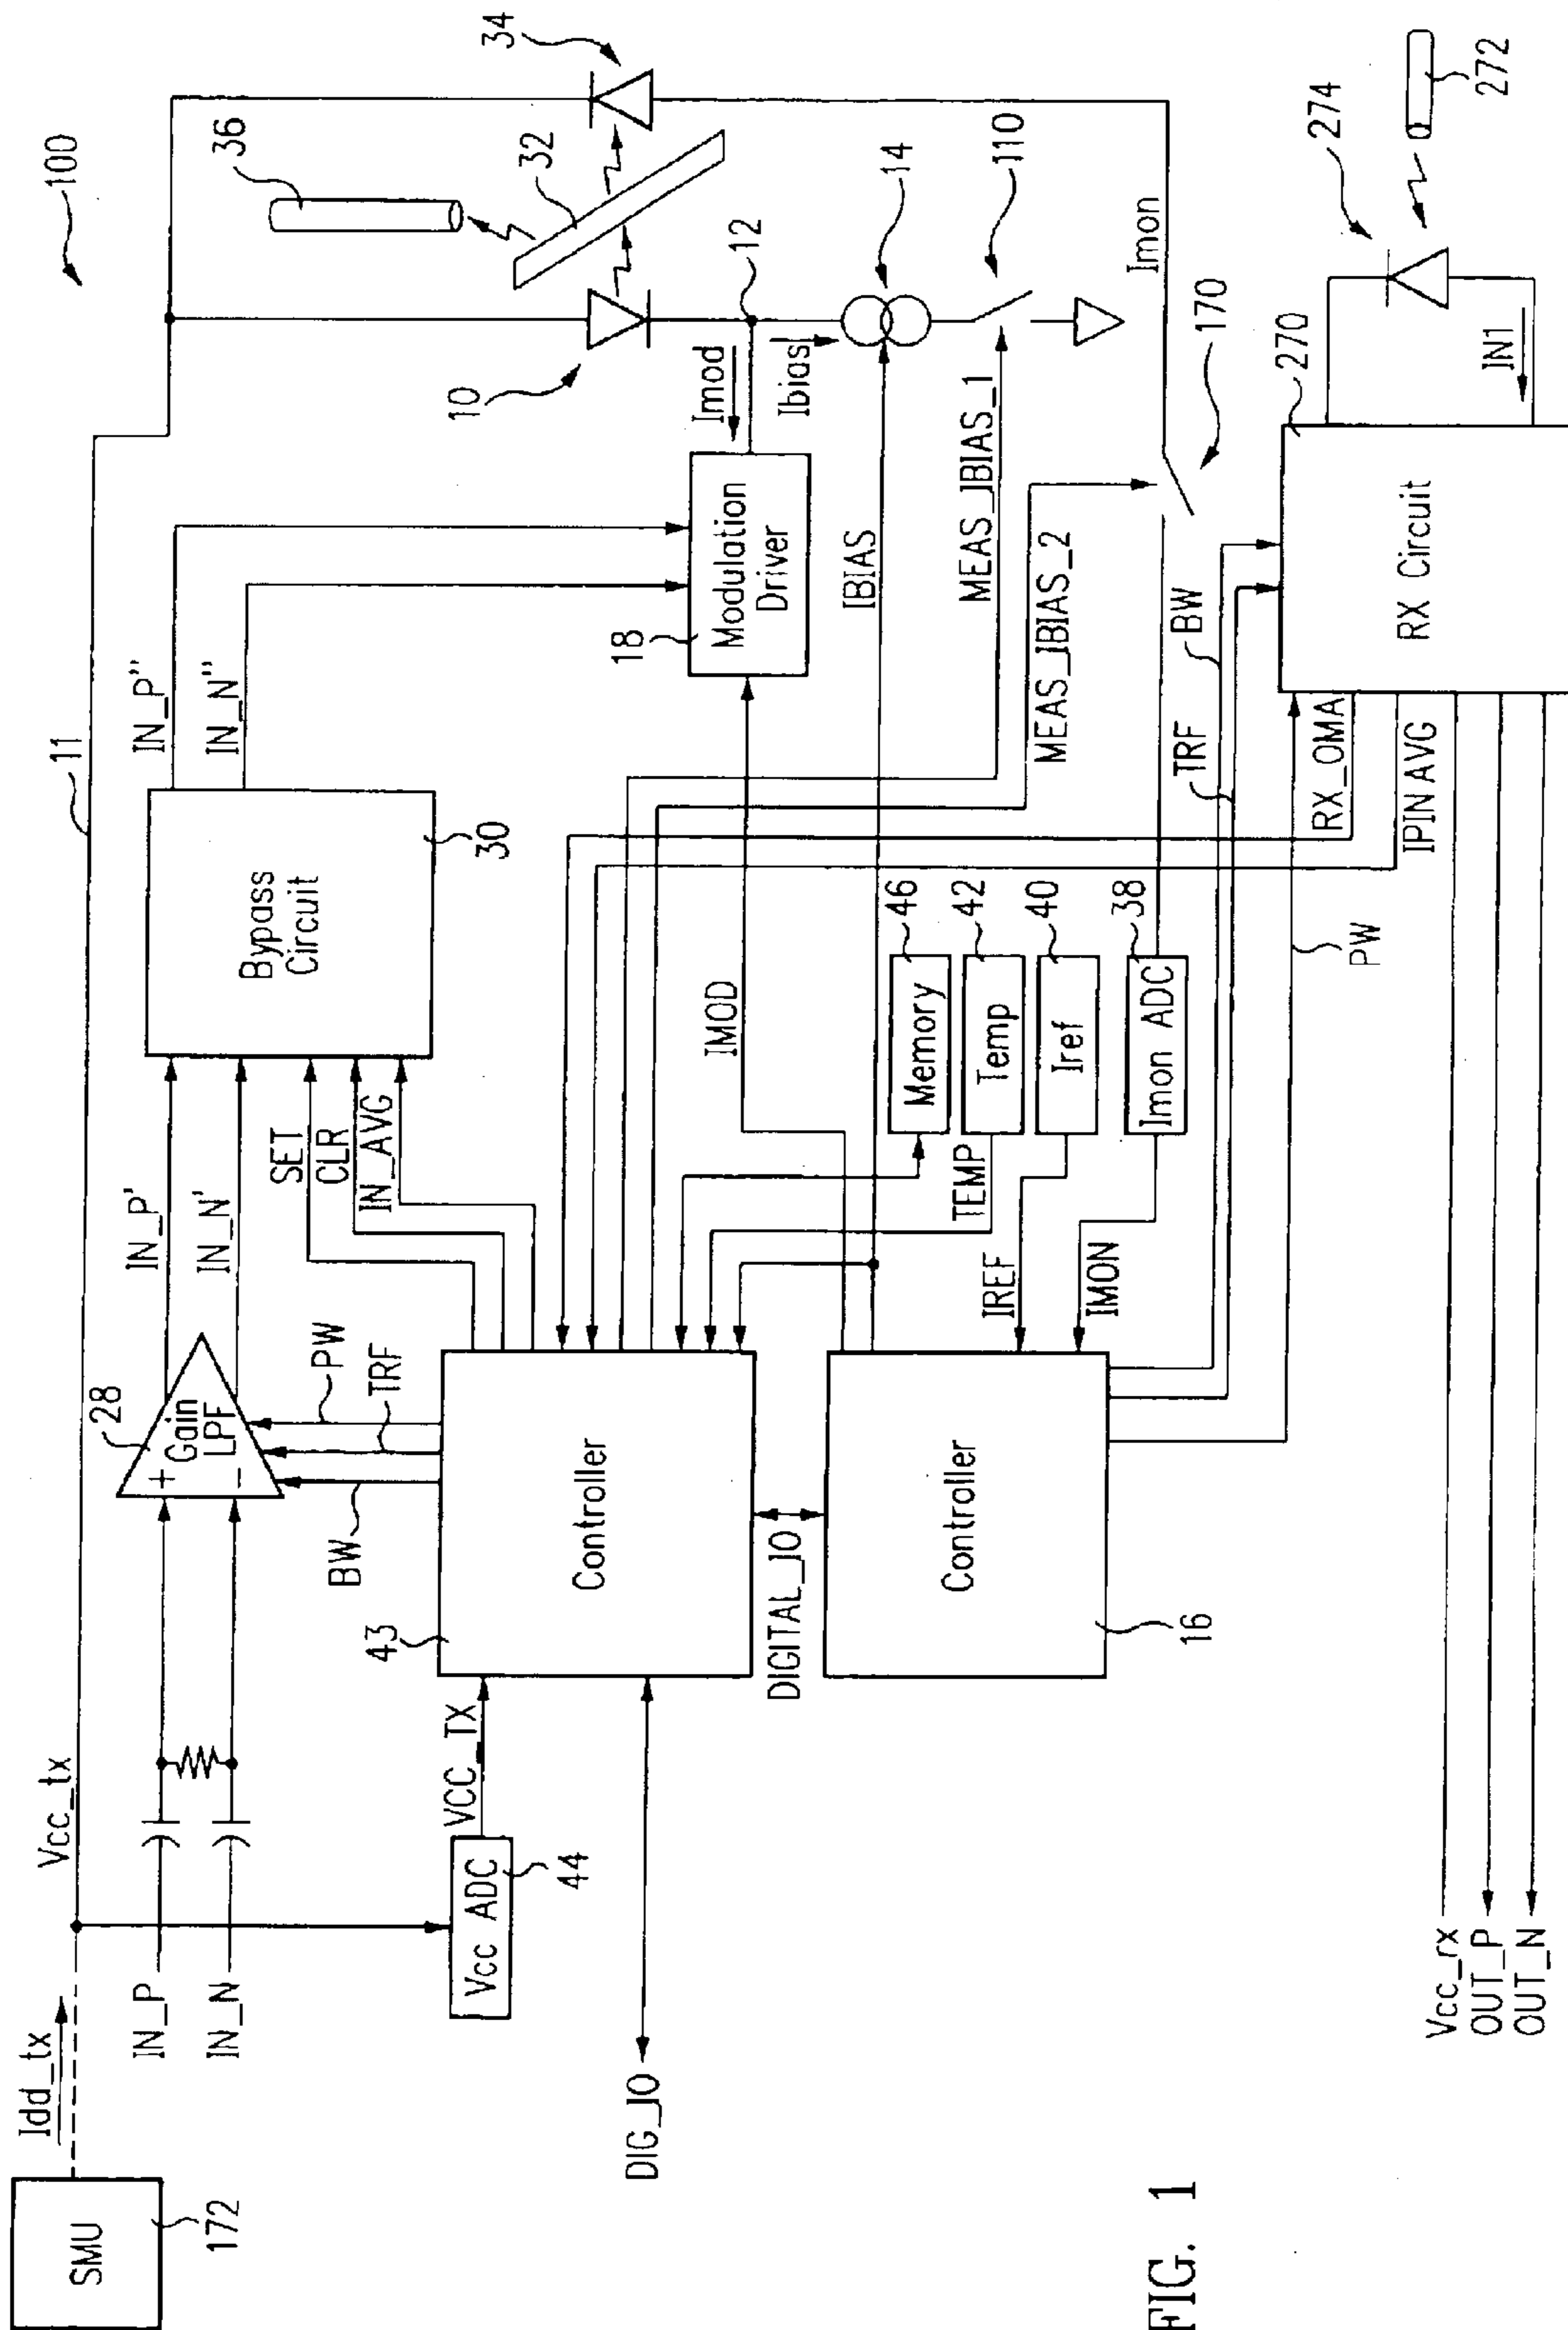 100
SMU
172
Idd_tx
Vcc_tx
11
IN_P
IN_N
28
+
−
Gain
LPF
IN_P'
IN_N'
Bypass
Circuit
30
IN_P''
IN_N''
36
34
32
10
12
BW
TRF
PW
SET
CLR
IN_AVG
Vcc ADC
44
VCC_TX
43
Controller
DIG_IO
DIGITAL_IO
Controller
16
IMOD
18
Modulation
Driver
Imod
Ibias
14
110
IBIAS
MEAS_IBIAS_1
MEAS_IBIAS_2
Imon
170
Memory
46
TEMP
Temp
42
IREF
Iref
40
IMON
Imon ADC
38
BW
TRF
PW
RX_OMA
IPIN AVG
RX Circuit
270
IN1
274
272
Vcc_rx
OUT_P
OUT_N
FIG. 1